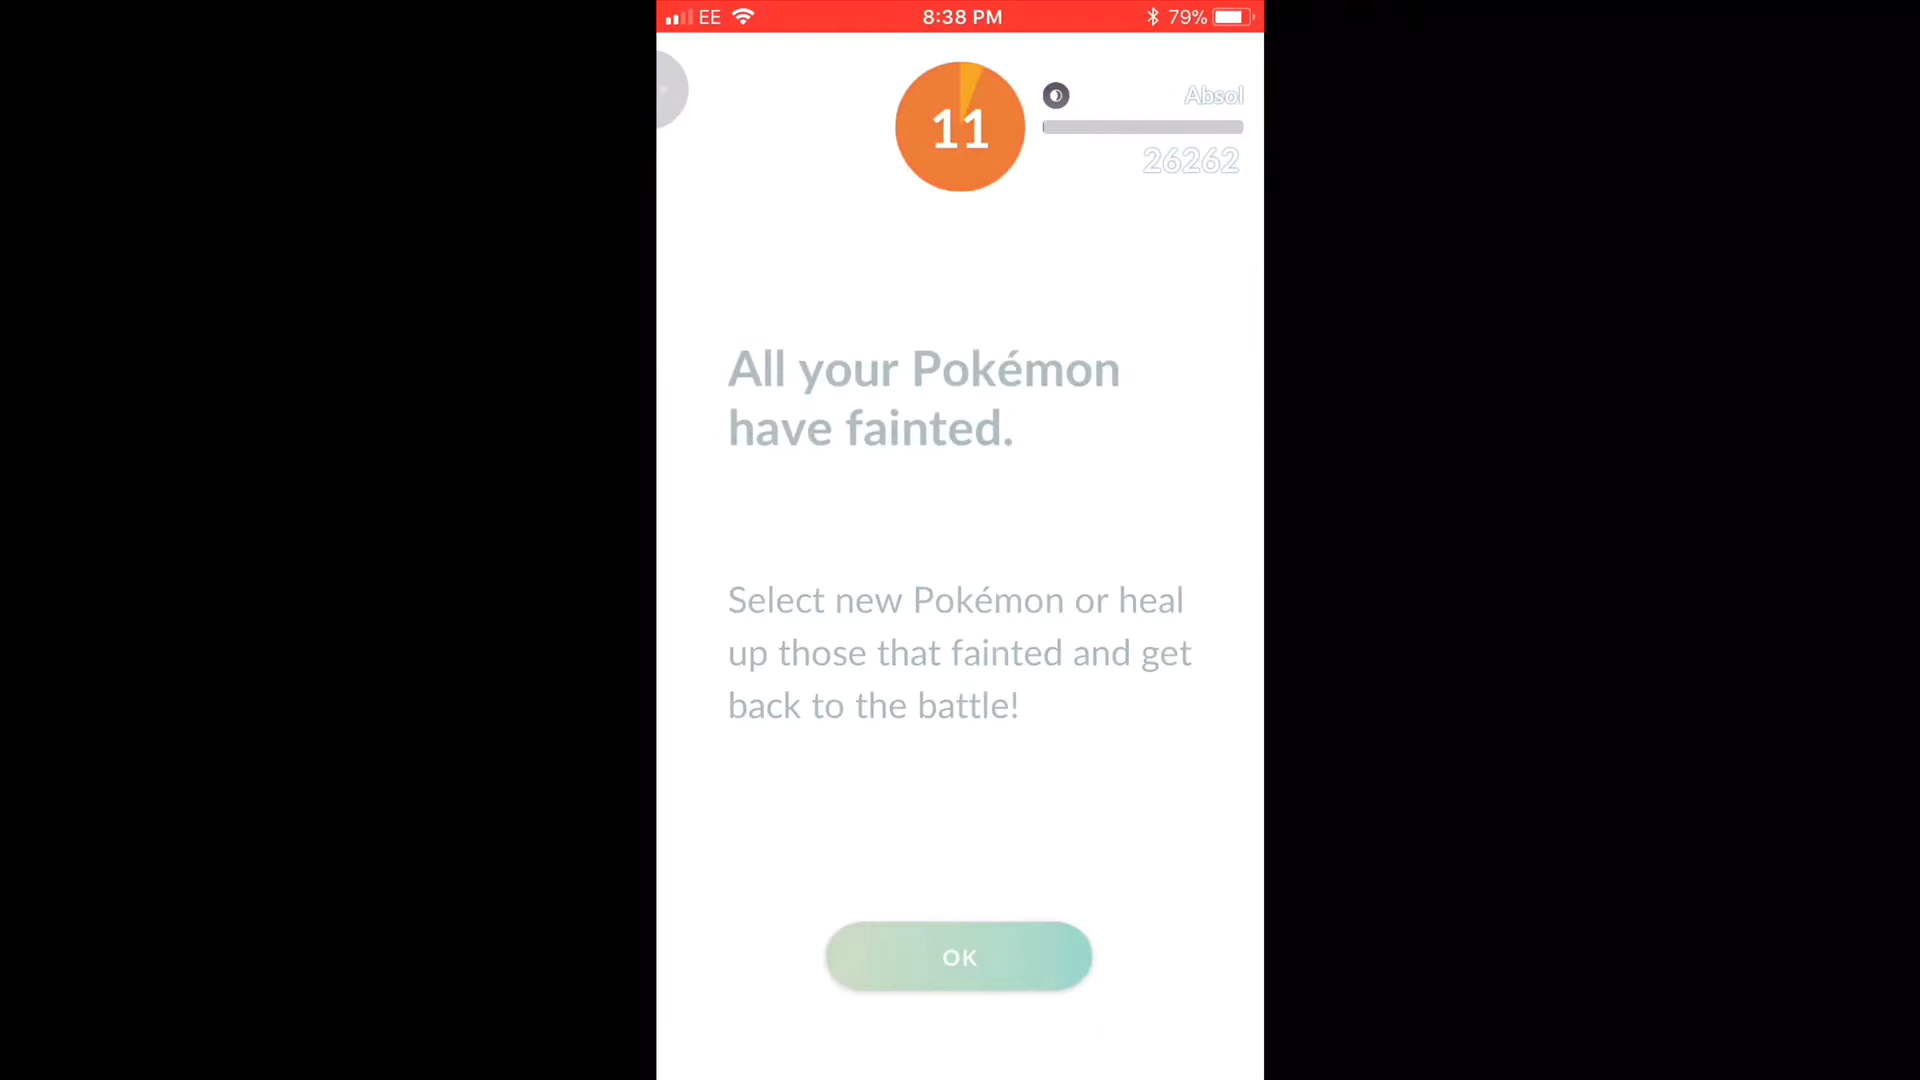 EE 8:38 PM 79%
11
Absol
26262
All your Pokémon
have fainted.
Select new Pokémon or heal
up those that fainted and get
back to the battle!
OK